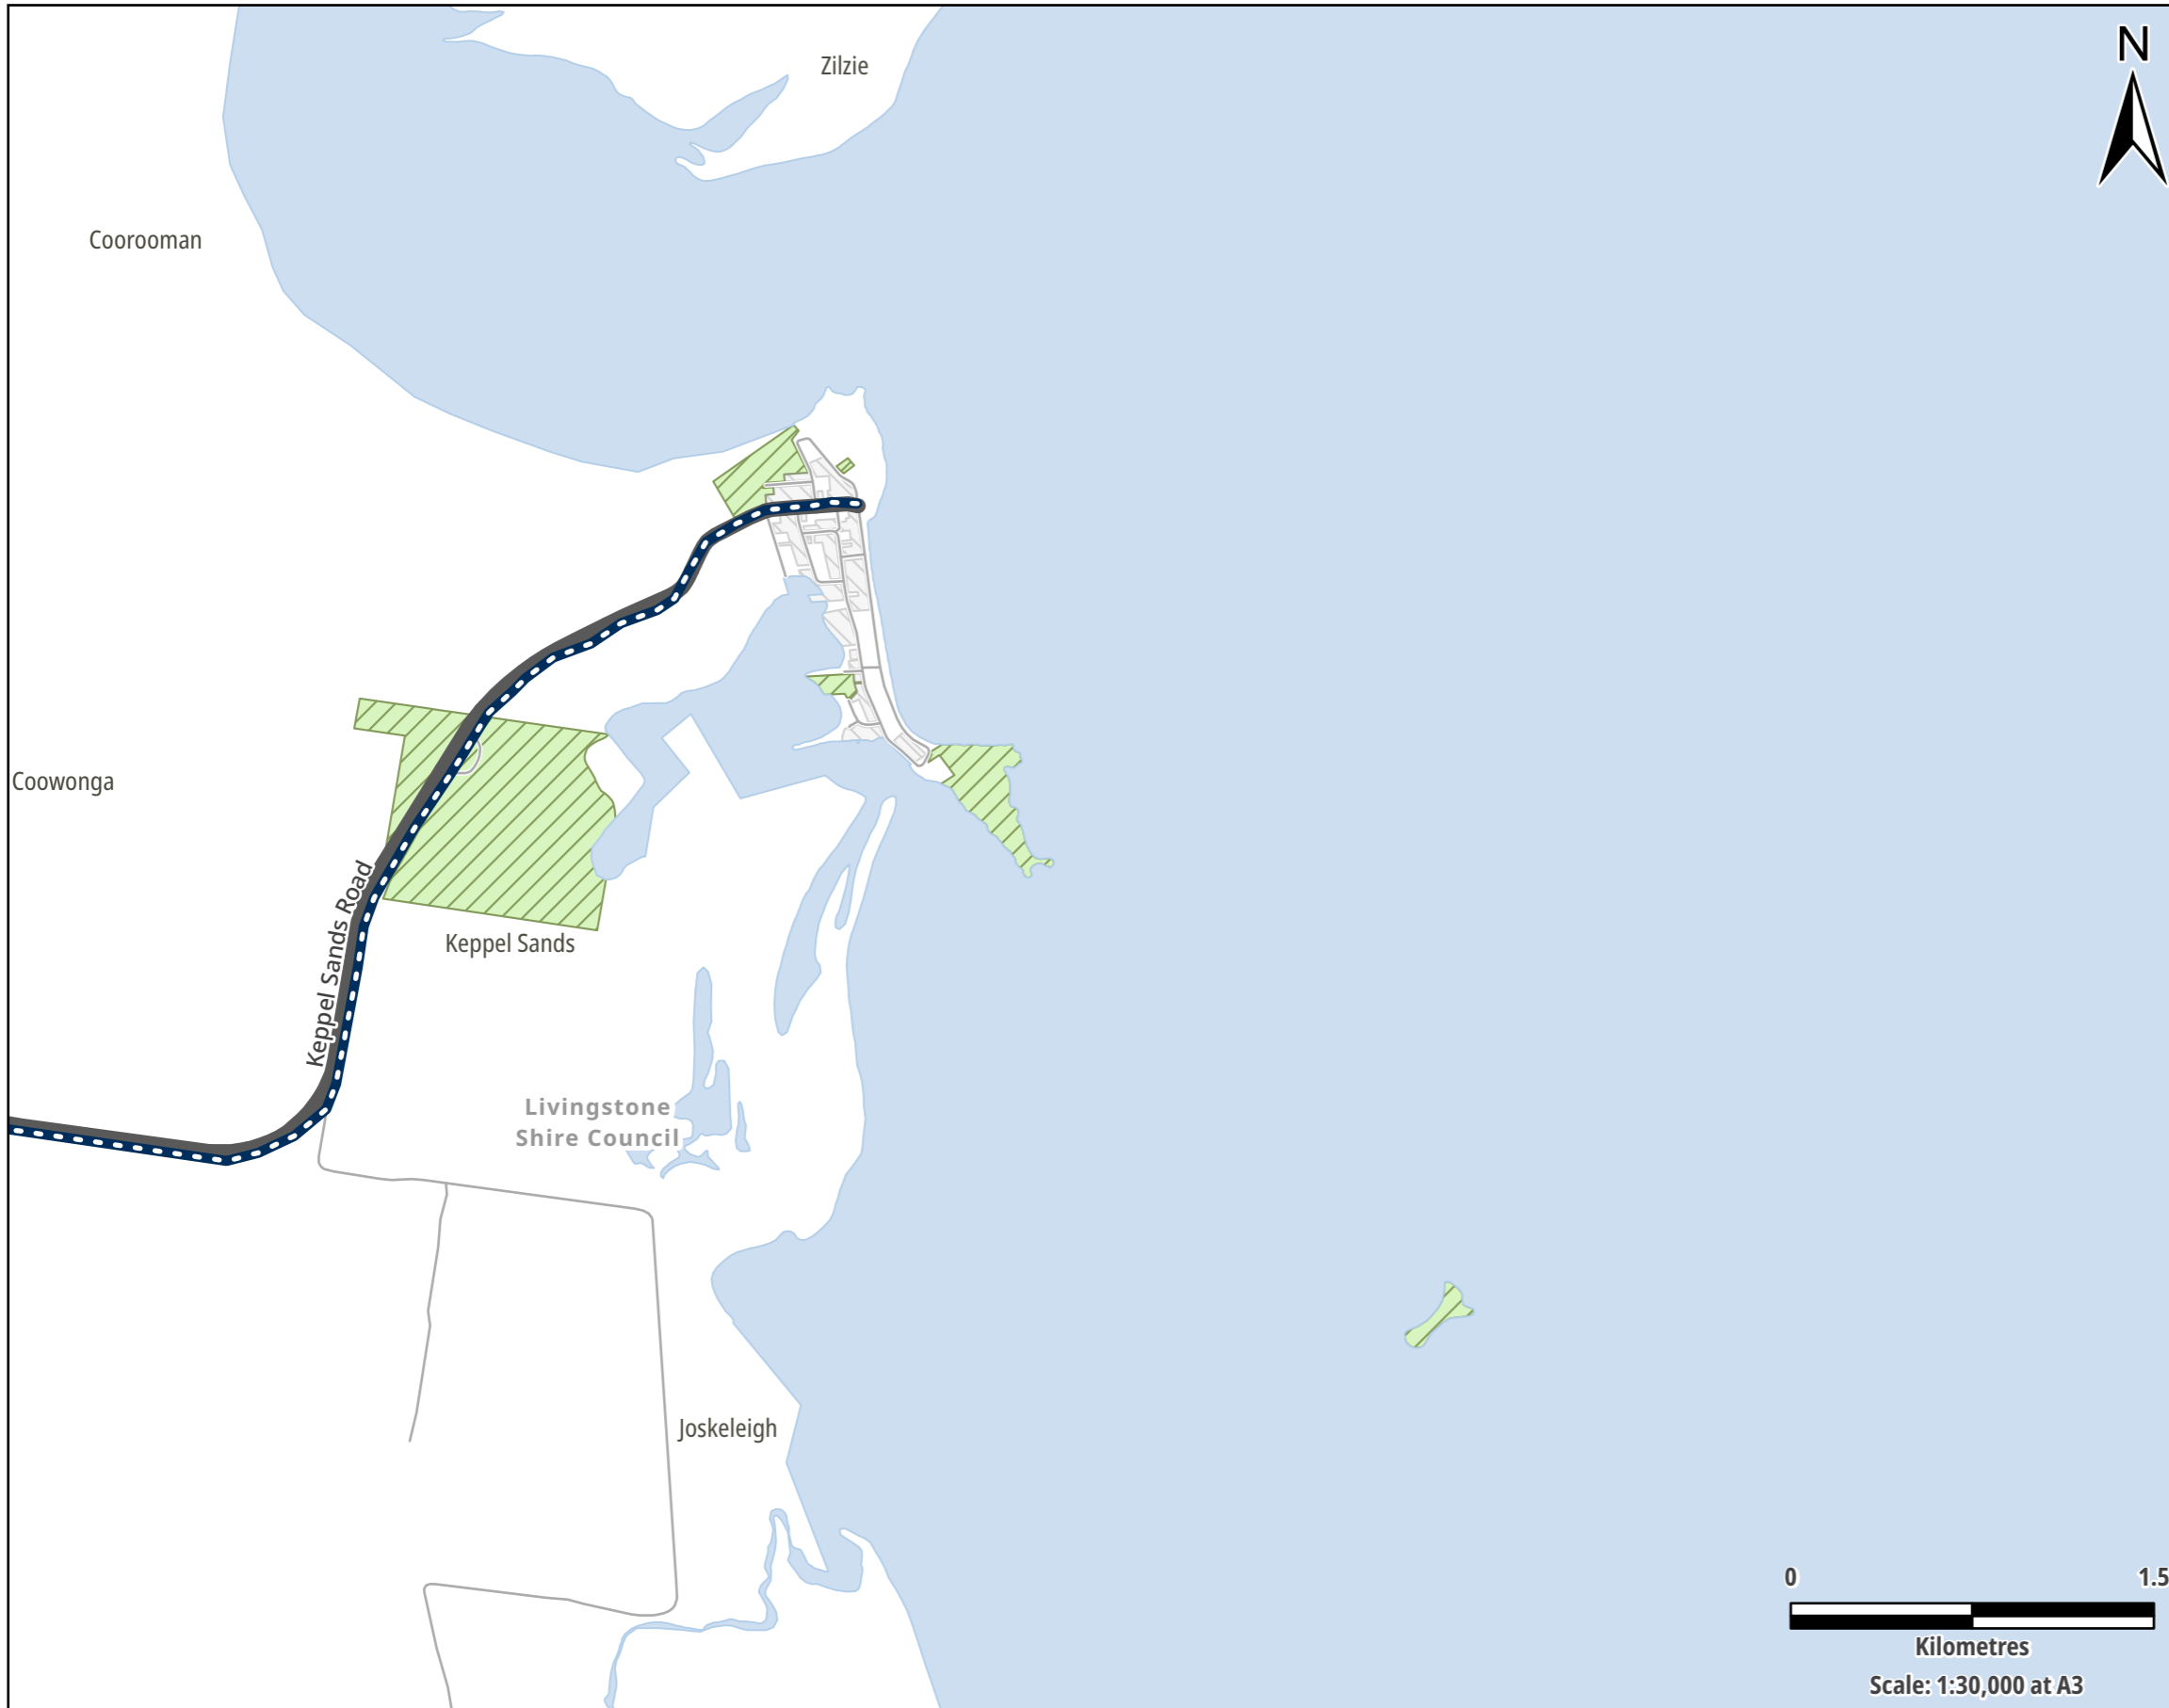 N
Zilzie
Coorooman
Coowonga
Keppel Sands Road
Keppel Sands
Livingstone
Shire Council
Joskeleigh
0 1.5
Kilometres
Scale: 1:30,000 at A3